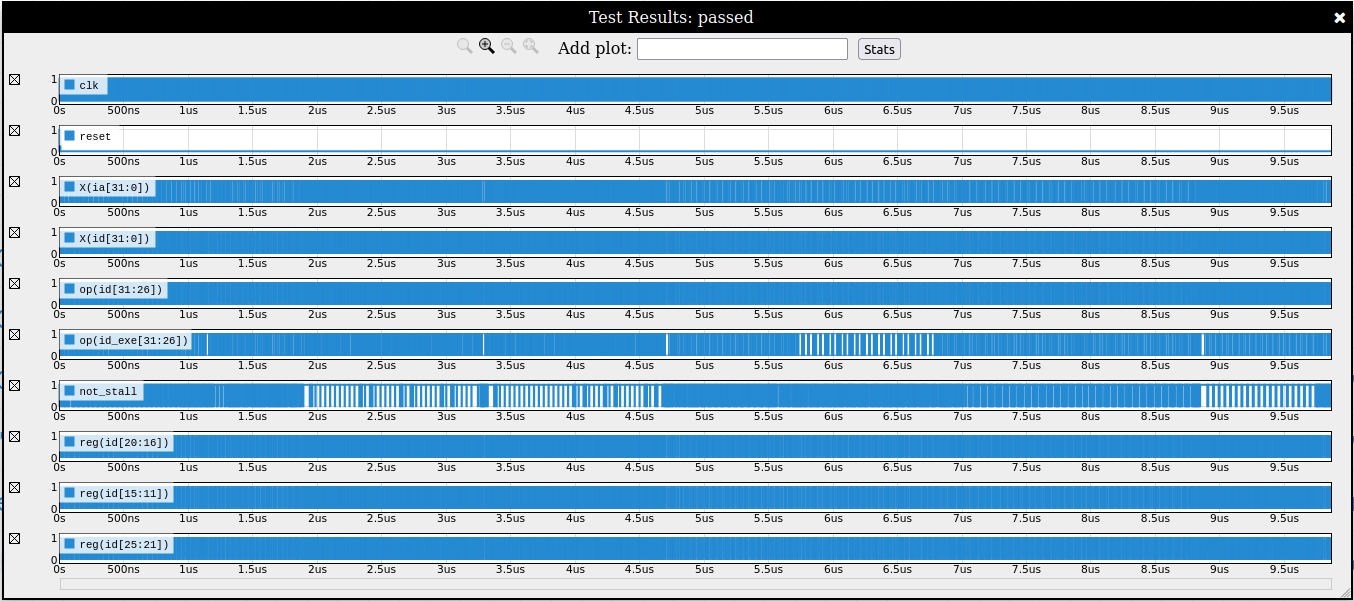 Test Results: passed ✖
Add plot: Stats
1 clk
0
0s 500ns 1us 1.5us 2us 2.5us 3us 3.5us 4us 4.5us 5us 5.5us 6us 6.5us 7us 7.5us 8us 8.5us 9us 9.5us
1 reset
0
0s 500ns 1us 1.5us 2us 2.5us 3us 3.5us 4us 4.5us 5us 5.5us 6us 6.5us 7us 7.5us 8us 8.5us 9us 9.5us
1 X(ia[31:0])
0
0s 500ns 1us 1.5us 2us 2.5us 3us 3.5us 4us 4.5us 5us 5.5us 6us 6.5us 7us 7.5us 8us 8.5us 9us 9.5us
1 X(id[31:0])
0
0s 500ns 1us 1.5us 2us 2.5us 3us 3.5us 4us 4.5us 5us 5.5us 6us 6.5us 7us 7.5us 8us 8.5us 9us 9.5us
1 op(id[31:26])
0
0s 500ns 1us 1.5us 2us 2.5us 3us 3.5us 4us 4.5us 5us 5.5us 6us 6.5us 7us 7.5us 8us 8.5us 9us 9.5us
1 op(id_exe[31:26])
0
0s 500ns 1us 1.5us 2us 2.5us 3us 3.5us 4us 4.5us 5us 5.5us 6us 6.5us 7us 7.5us 8us 8.5us 9us 9.5us
1 not_stall
0
0s 500ns 1us 1.5us 2us 2.5us 3us 3.5us 4us 4.5us 5us 5.5us 6us 6.5us 7us 7.5us 8us 8.5us 9us 9.5us
1 reg(id[20:16])
0
0s 500ns 1us 1.5us 2us 2.5us 3us 3.5us 4us 4.5us 5us 5.5us 6us 6.5us 7us 7.5us 8us 8.5us 9us 9.5us
1 reg(id[15:11])
0
0s 500ns 1us 1.5us 2us 2.5us 3us 3.5us 4us 4.5us 5us 5.5us 6us 6.5us 7us 7.5us 8us 8.5us 9us 9.5us
1 reg(id[25:21])
0
0s 500ns 1us 1.5us 2us 2.5us 3us 3.5us 4us 4.5us 5us 5.5us 6us 6.5us 7us 7.5us 8us 8.5us 9us 9.5us